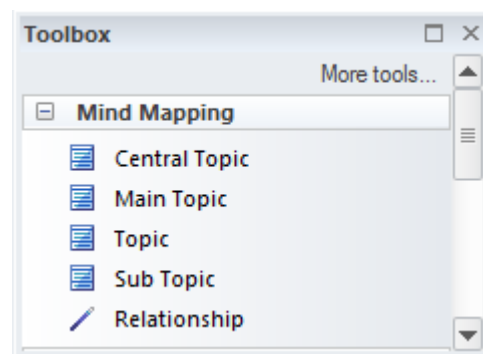 Toolbox
More tools...
Mind Mapping
Central Topic
Main Topic
Topic
Sub Topic
Relationship